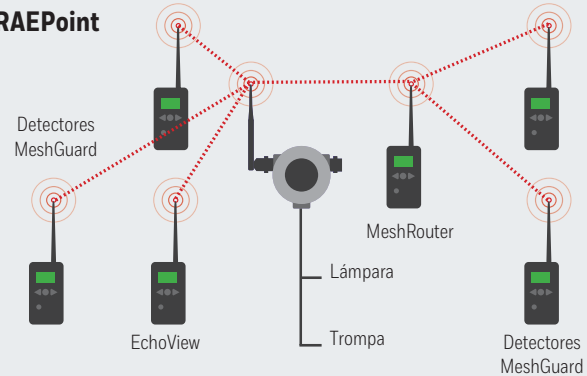 RAEPoint
Detectores
MeshGuard
MeshRouter
Lámpara
EchoView
Trompa
Detectores
MeshGuard